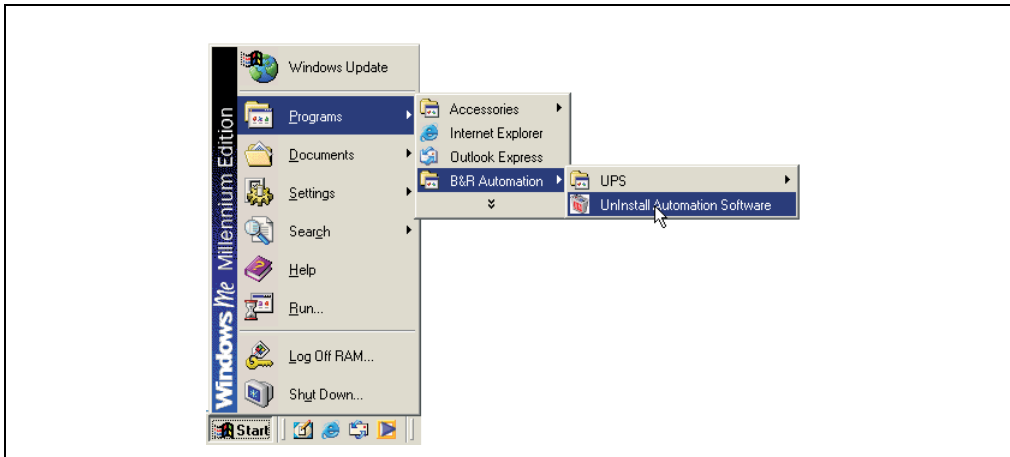 Windows Me Millennium Edition
Windows Update
Programs
Documents
Settings
Search
Help
Run...
Log Off RAM...
Shut Down...
Start
Accessories
Internet Explorer
Outlook Express
B&R Automation
UPS
UnInstall Automation Software